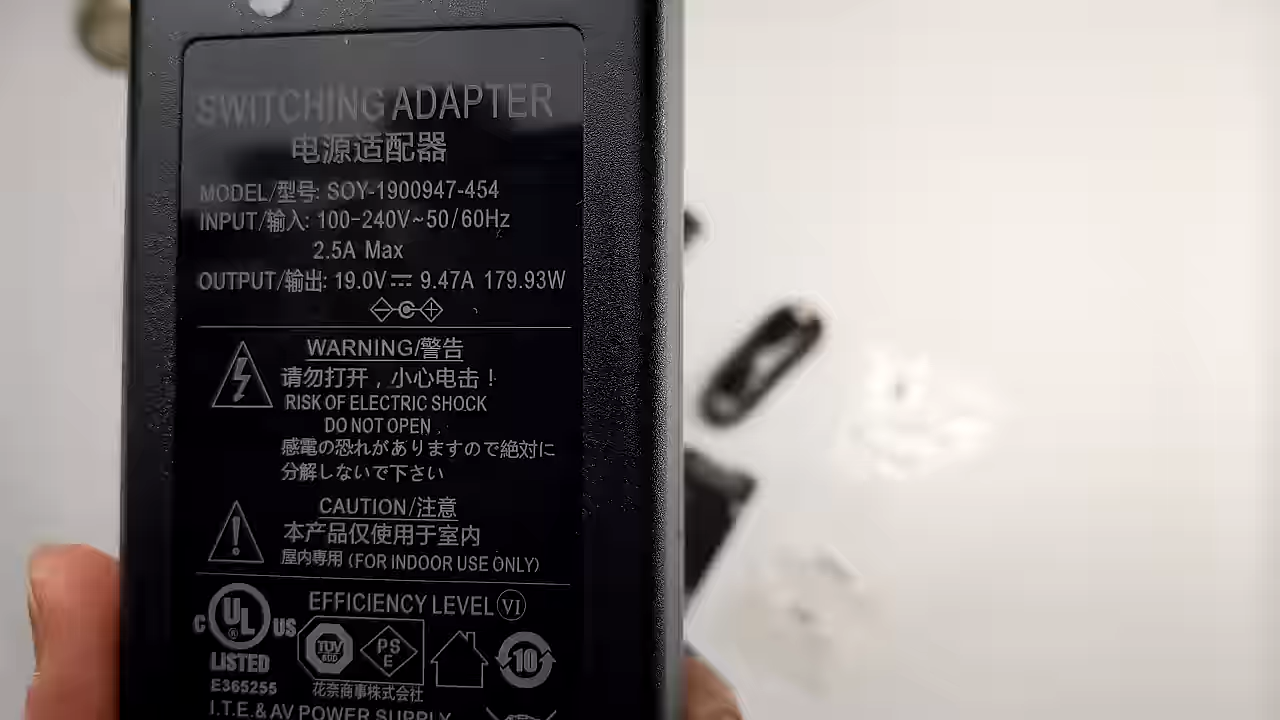 SWITCHING ADAPTER
电源适配器
MODEL/型号: SOY-1900947-454
INPUT/输入: 100-240V~50/60Hz
2.5A Max
OUTPUT/输出: 19.0V⎓ 9.47A 179.93W
WARNING/警告
请勿打开，小心电击！
RISK OF ELECTRIC SHOCK
DO NOT OPEN.
感電の恐れがありますので絶対に
分解しないで下さい
CAUTION/注意
本产品仅使用于室内
屋内専用 (FOR INDOOR USE ONLY)
EFFICIENCY LEVEL VI
C UL ® US
LISTED
E365255
TUV SUD
PS E
10
花奈商事株式会社
I.T.E.& AV POWER SUPPLY